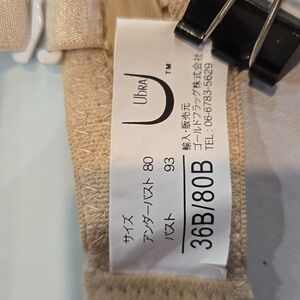 UbRA
TM
サイズ
アンダーバスト 80
バスト 93
36B/80B
輸入・販売元
ゴールドフラッグ株式会社
TEL : 06-6783-5629